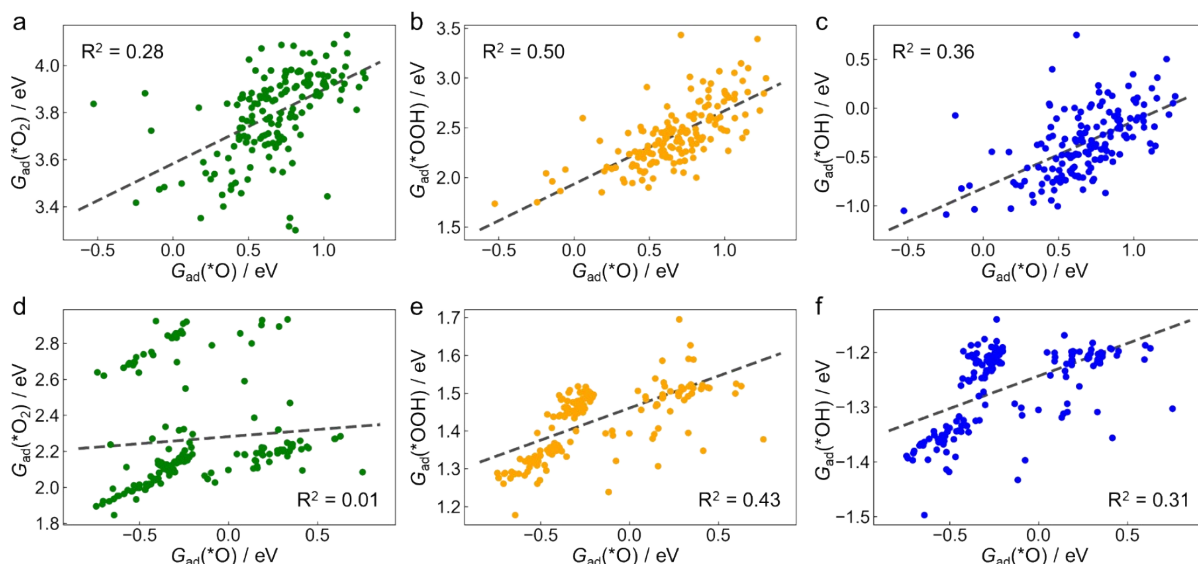 a
R² = 0.28
4.0
3.8
3.6
3.4
G_ad(*O₂) / eV
−0.5 0.0 0.5 1.0
G_ad(*O) / eV
b
R² = 0.50
3.5
3.0
2.5
2.0
1.5
G_ad(*OOH) / eV
−0.5 0.0 0.5 1.0
G_ad(*O) / eV
c
R² = 0.36
0.5
0.0
−0.5
−1.0
G_ad(*OH) / eV
−0.5 0.0 0.5 1.0
G_ad(*O) / eV
d
2.8
2.6
2.4
2.2
2.0
1.8
G_ad(*O₂) / eV
R² = 0.01
−0.5 0.0 0.5
G_ad(*O) / eV
e
1.7
1.6
1.5
1.4
1.3
1.2
G_ad(*OOH) / eV
R² = 0.43
−0.5 0.0 0.5
G_ad(*O) / eV
f
−1.2
−1.3
−1.4
−1.5
G_ad(*OH) / eV
R² = 0.31
−0.5 0.0 0.5
G_ad(*O) / eV